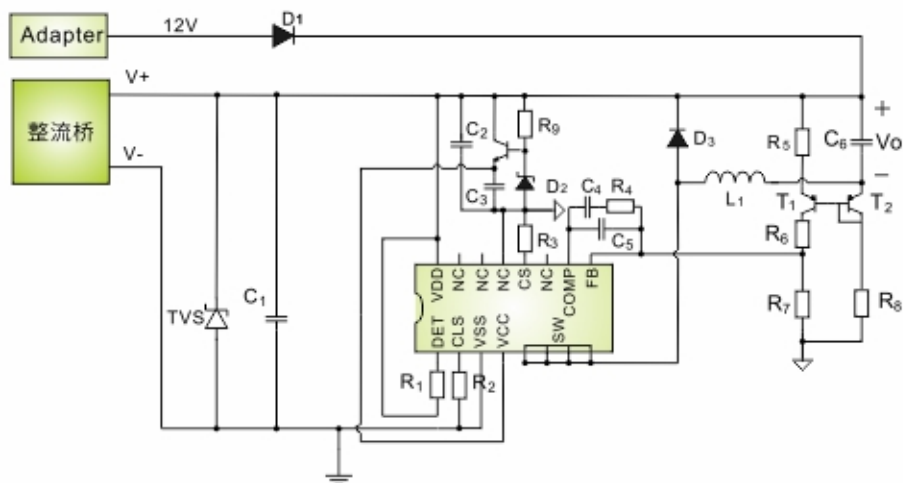 Adapter
12V
D1
V+
整流桥
V-
C2
R9
D3
R5
C6
+
Vo
-
C3
D2
C4
R4
L1
T1
T2
C5
R3
R6
VDD
NC
NC
NC
CS
NC
COMP
FB
TVS
C1
DET
CLS
VSS
VCC
SW
R7
R8
R1
R2